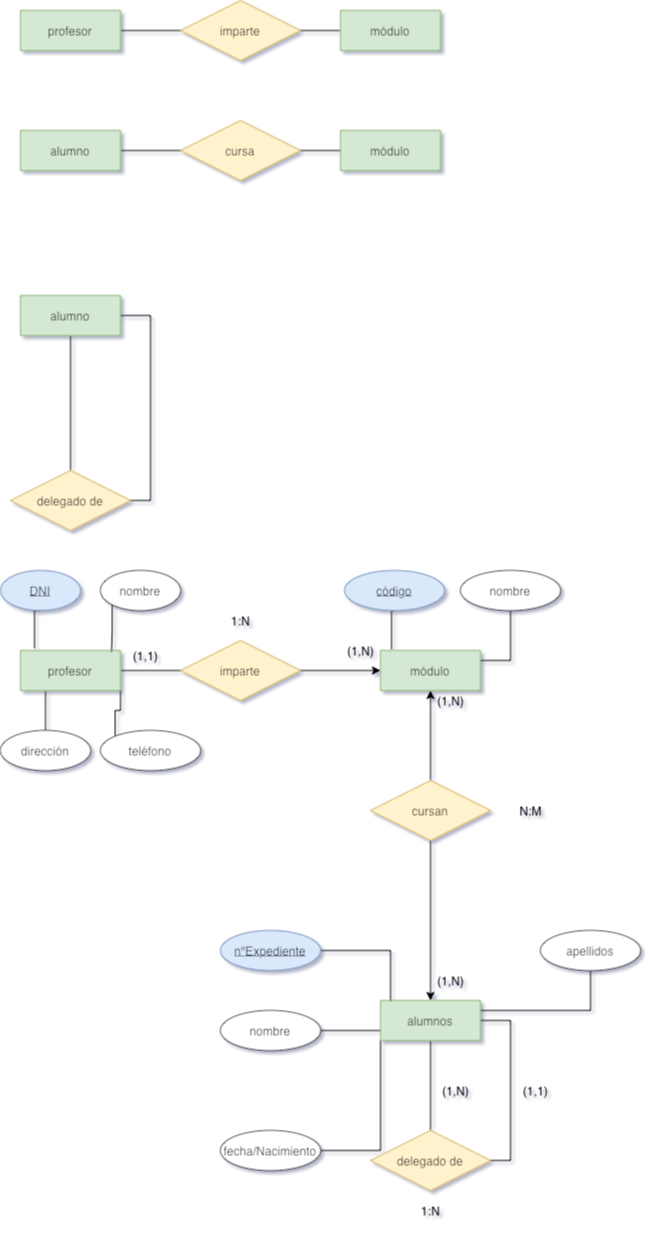 profesor imparte módulo
alumno cursa módulo
alumno
delegado de
DNI nombre código nombre
1:N
(1,1) (1,N)
profesor imparte módulo
(1,N)
dirección teléfono
cursan N:M
nºExpediente apellidos
(1,N)
alumnos
nombre
(1,N) (1,1)
fecha/Nacimiento
delegado de
1:N